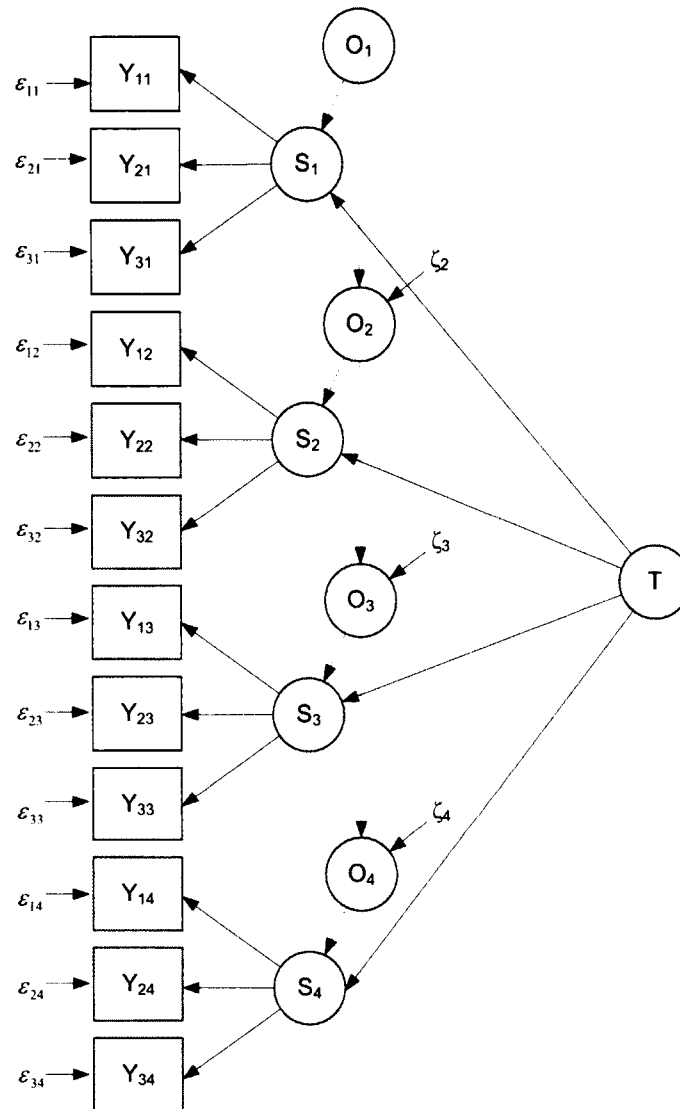 O₁
ε₁₁ Y₁₁
ε₂₁ Y₂₁ S₁
ε₃₁ Y₃₁ ζ₂
ε₁₂ Y₁₂ O₂
ε₂₂ Y₂₂ S₂
ε₃₂ Y₃₂ ζ₃
ε₁₃ Y₁₃ O₃ T
ε₂₃ Y₂₃ S₃
ε₃₃ Y₃₃ ζ₄
ε₁₄ Y₁₄ O₄
ε₂₄ Y₂₄ S₄
ε₃₄ Y₃₄